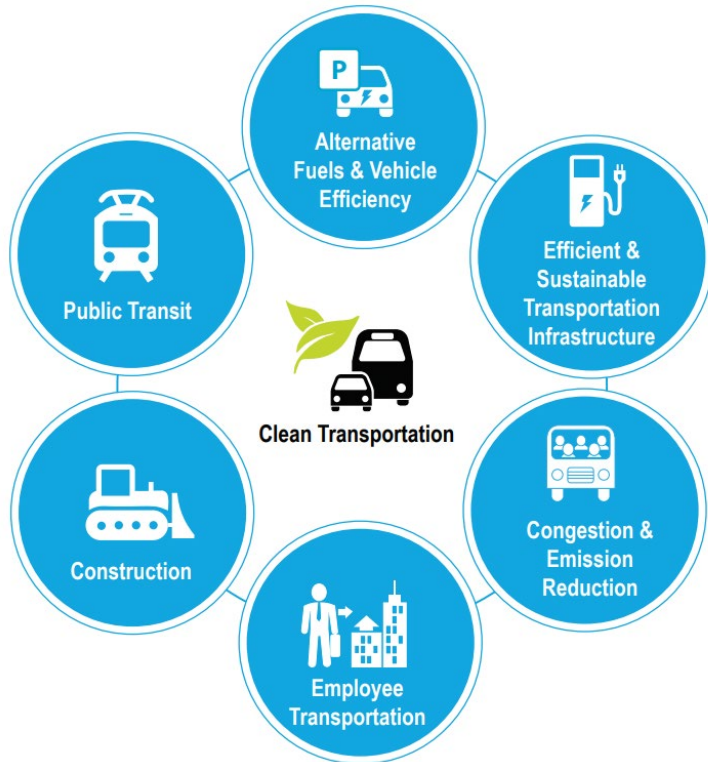 P
Alternative
Fuels & Vehicle
Efficiency
Efficient &
Sustainable
Transportation
Infrastructure
Congestion &
Emission
Reduction
Employee
Transportation
Construction
Public Transit
Clean Transportation